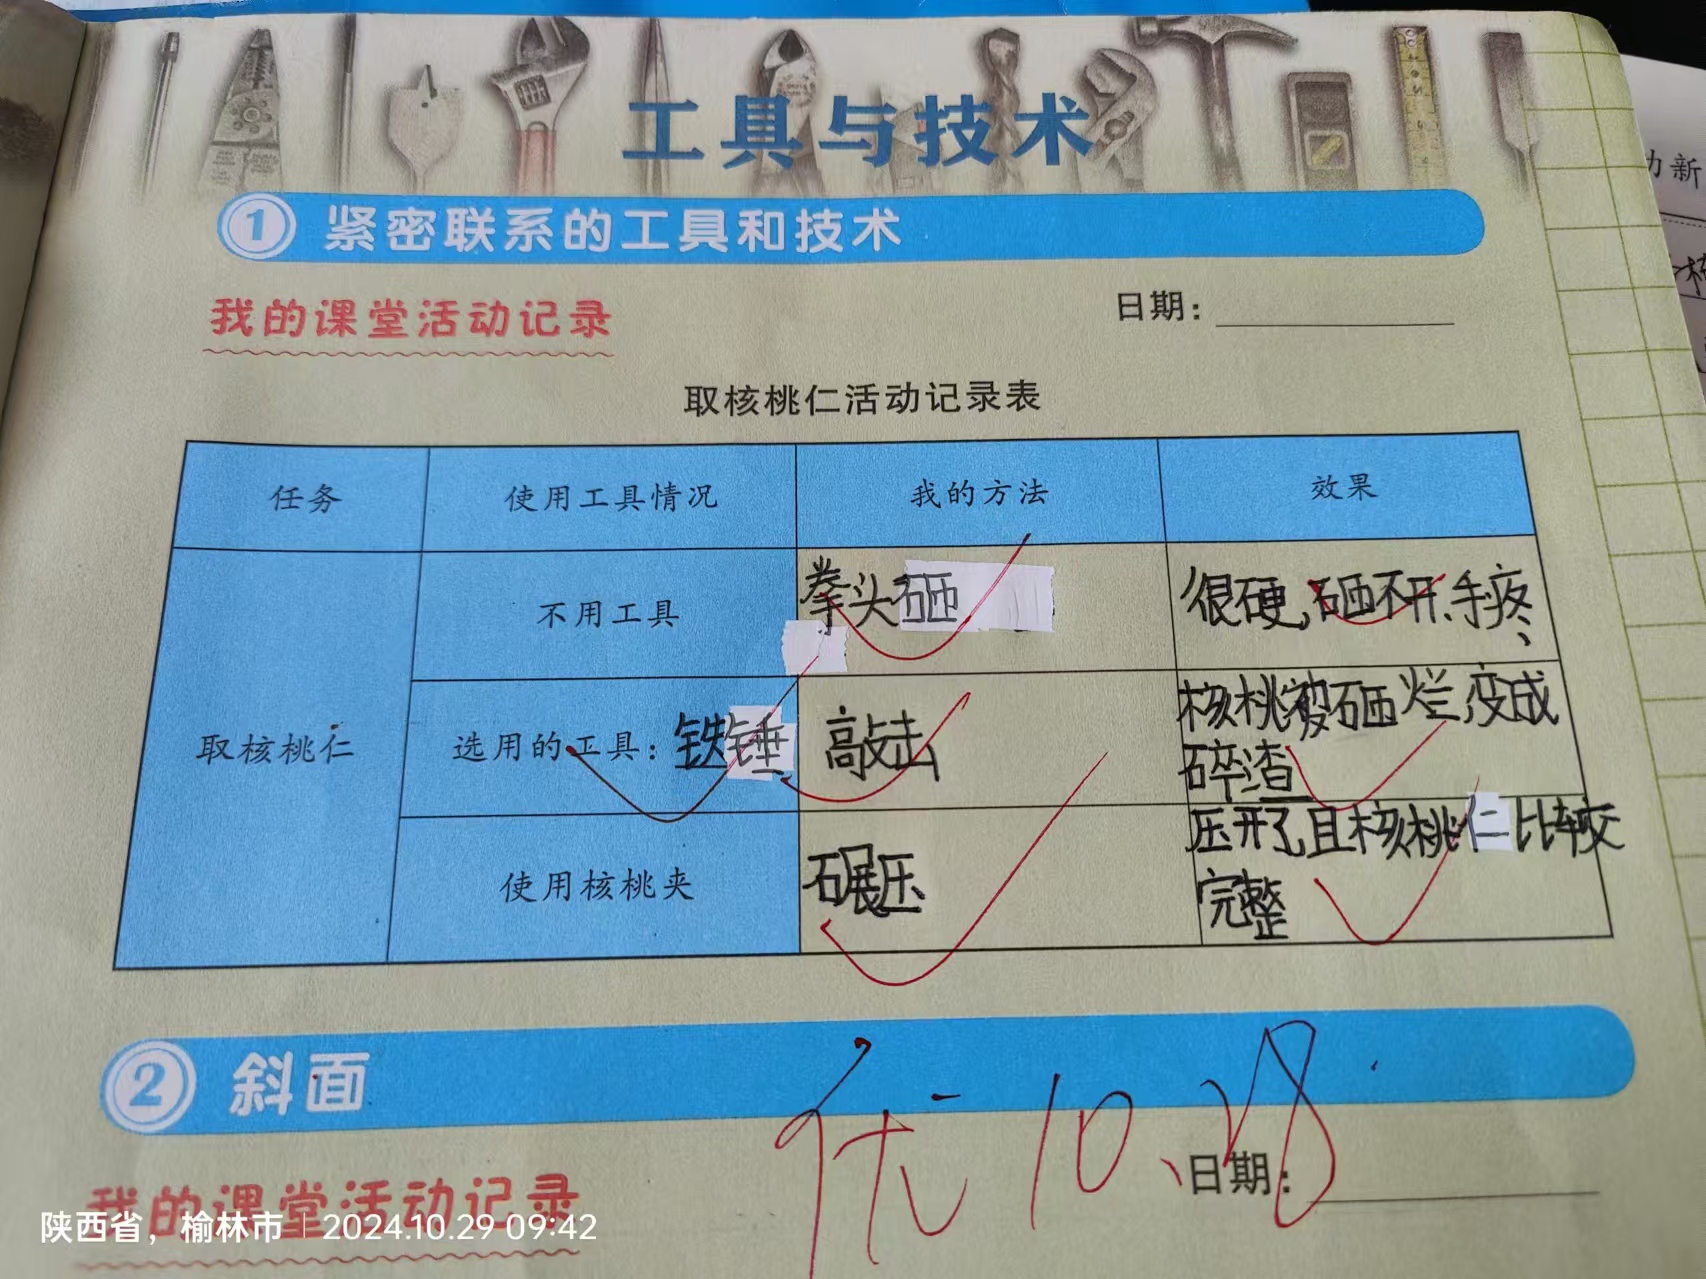 工具与技术
1 紧密联系的工具和技术
我的课堂活动记录
日期：
取核桃仁活动记录表
任务 使用工具情况 我的方法 效果
取核桃仁
不用工具 拳头砸 很硬,砸不开、手疼、
选用的工具：铁锤 高攴击 核桃被砸烂,变成
碎渣
使用核桃夹 碾压 压开了,且核桃仁比较
完整
2 斜面
优 10、28
我的课堂活动记录
日期：
陕西省，榆林市 | 2024.10.29 09:42
力新